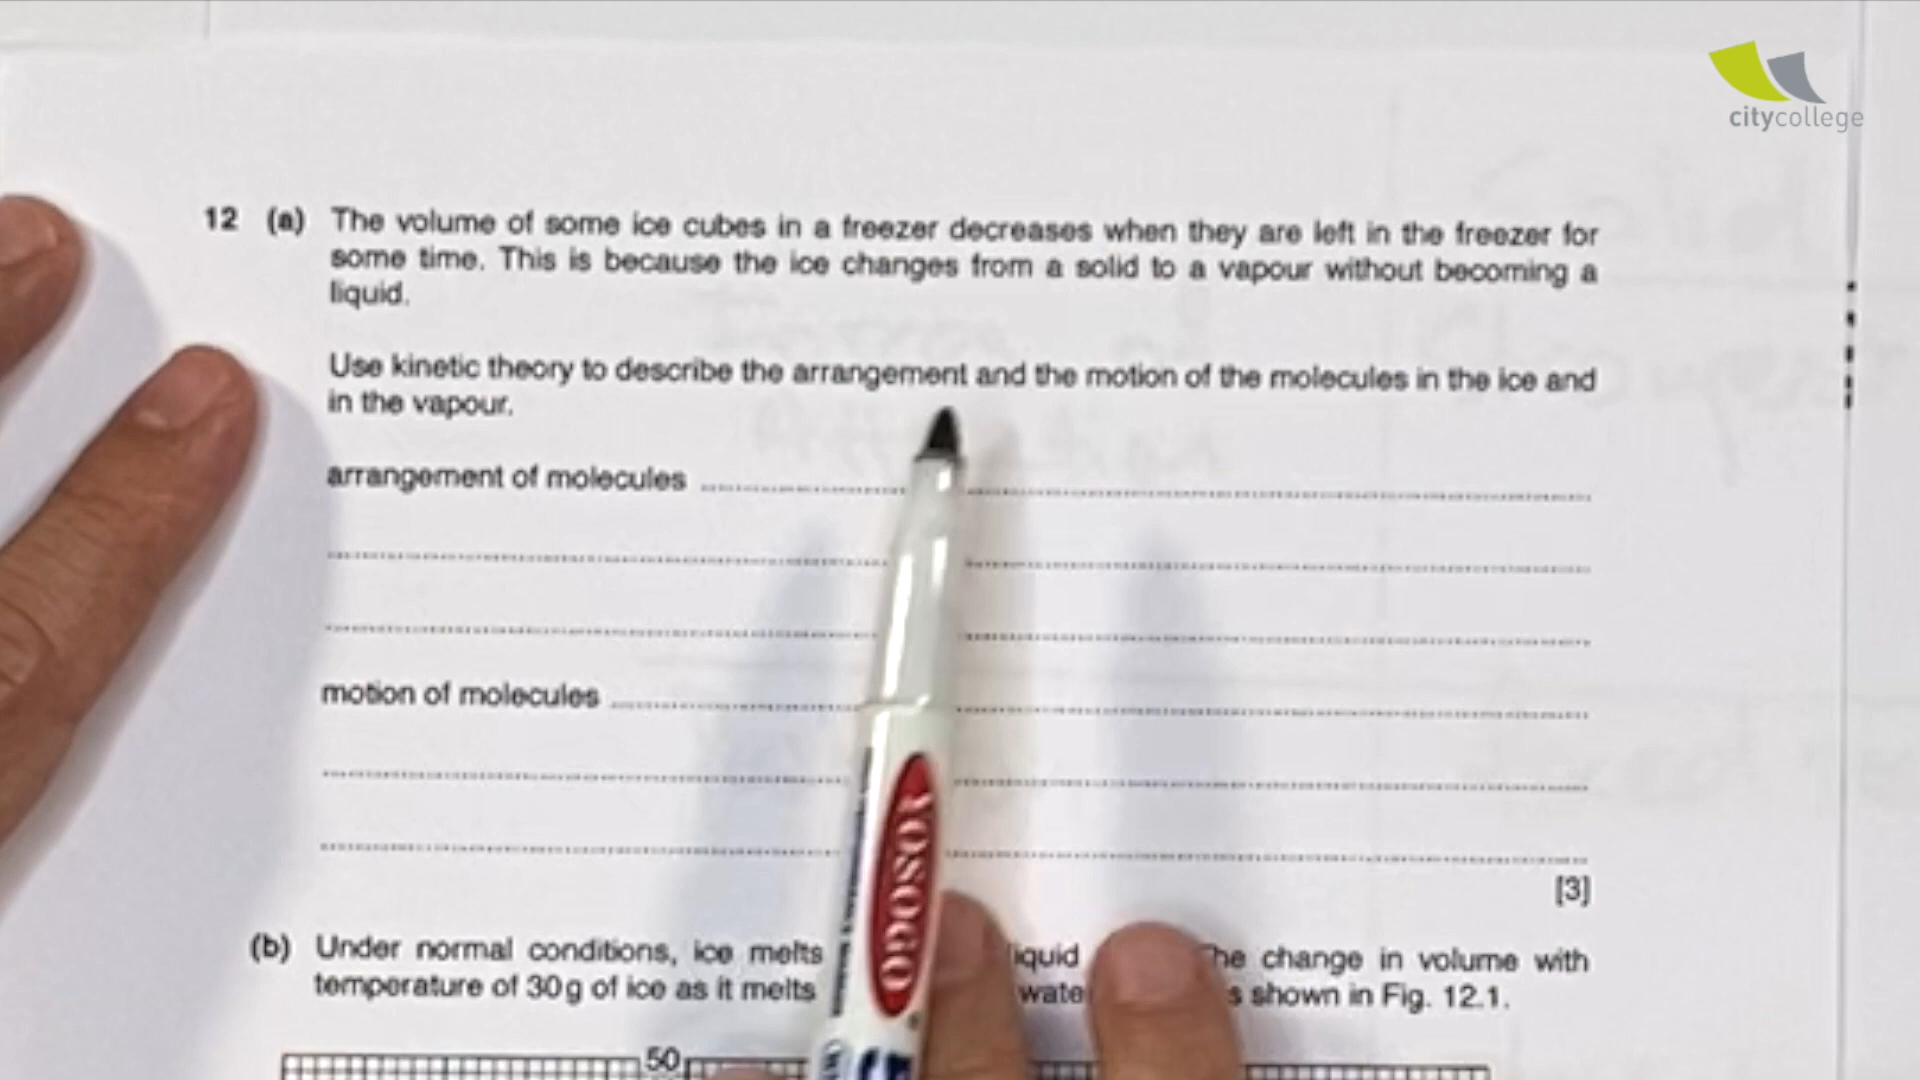 citycollege
12 (a) The volume of some ice cubes in a freezer decreases when they are left in the freezer for
some time. This is because the ice changes from a solid to a vapour without becoming a
liquid.
Use kinetic theory to describe the arrangement and the motion of the molecules in the ice and
in the vapour.
arrangement of molecules
motion of molecules
[3]
(b) Under normal conditions, ice melts liquid The change in volume with
temperature of 30g of ice as it melts shown in Fig. 12.1.
50
YOSOGO